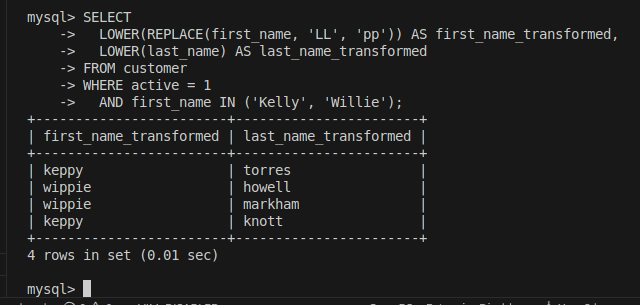 mysql> SELECT
    ->   LOWER(REPLACE(first_name, 'LL', 'pp')) AS first_name_transformed,
    ->   LOWER(last_name) AS last_name_transformed
    -> FROM customer
    -> WHERE active = 1
    ->   AND first_name IN ('Kelly', 'Willie');
+------------------------+-----------------------+
| first_name_transformed | last_name_transformed |
+------------------------+-----------------------+
| keppy                  | torres                |
| wippie                 | howell                |
| wippie                 | markham               |
| keppy                  | knott                 |
+------------------------+-----------------------+
4 rows in set (0.01 sec)
mysql>